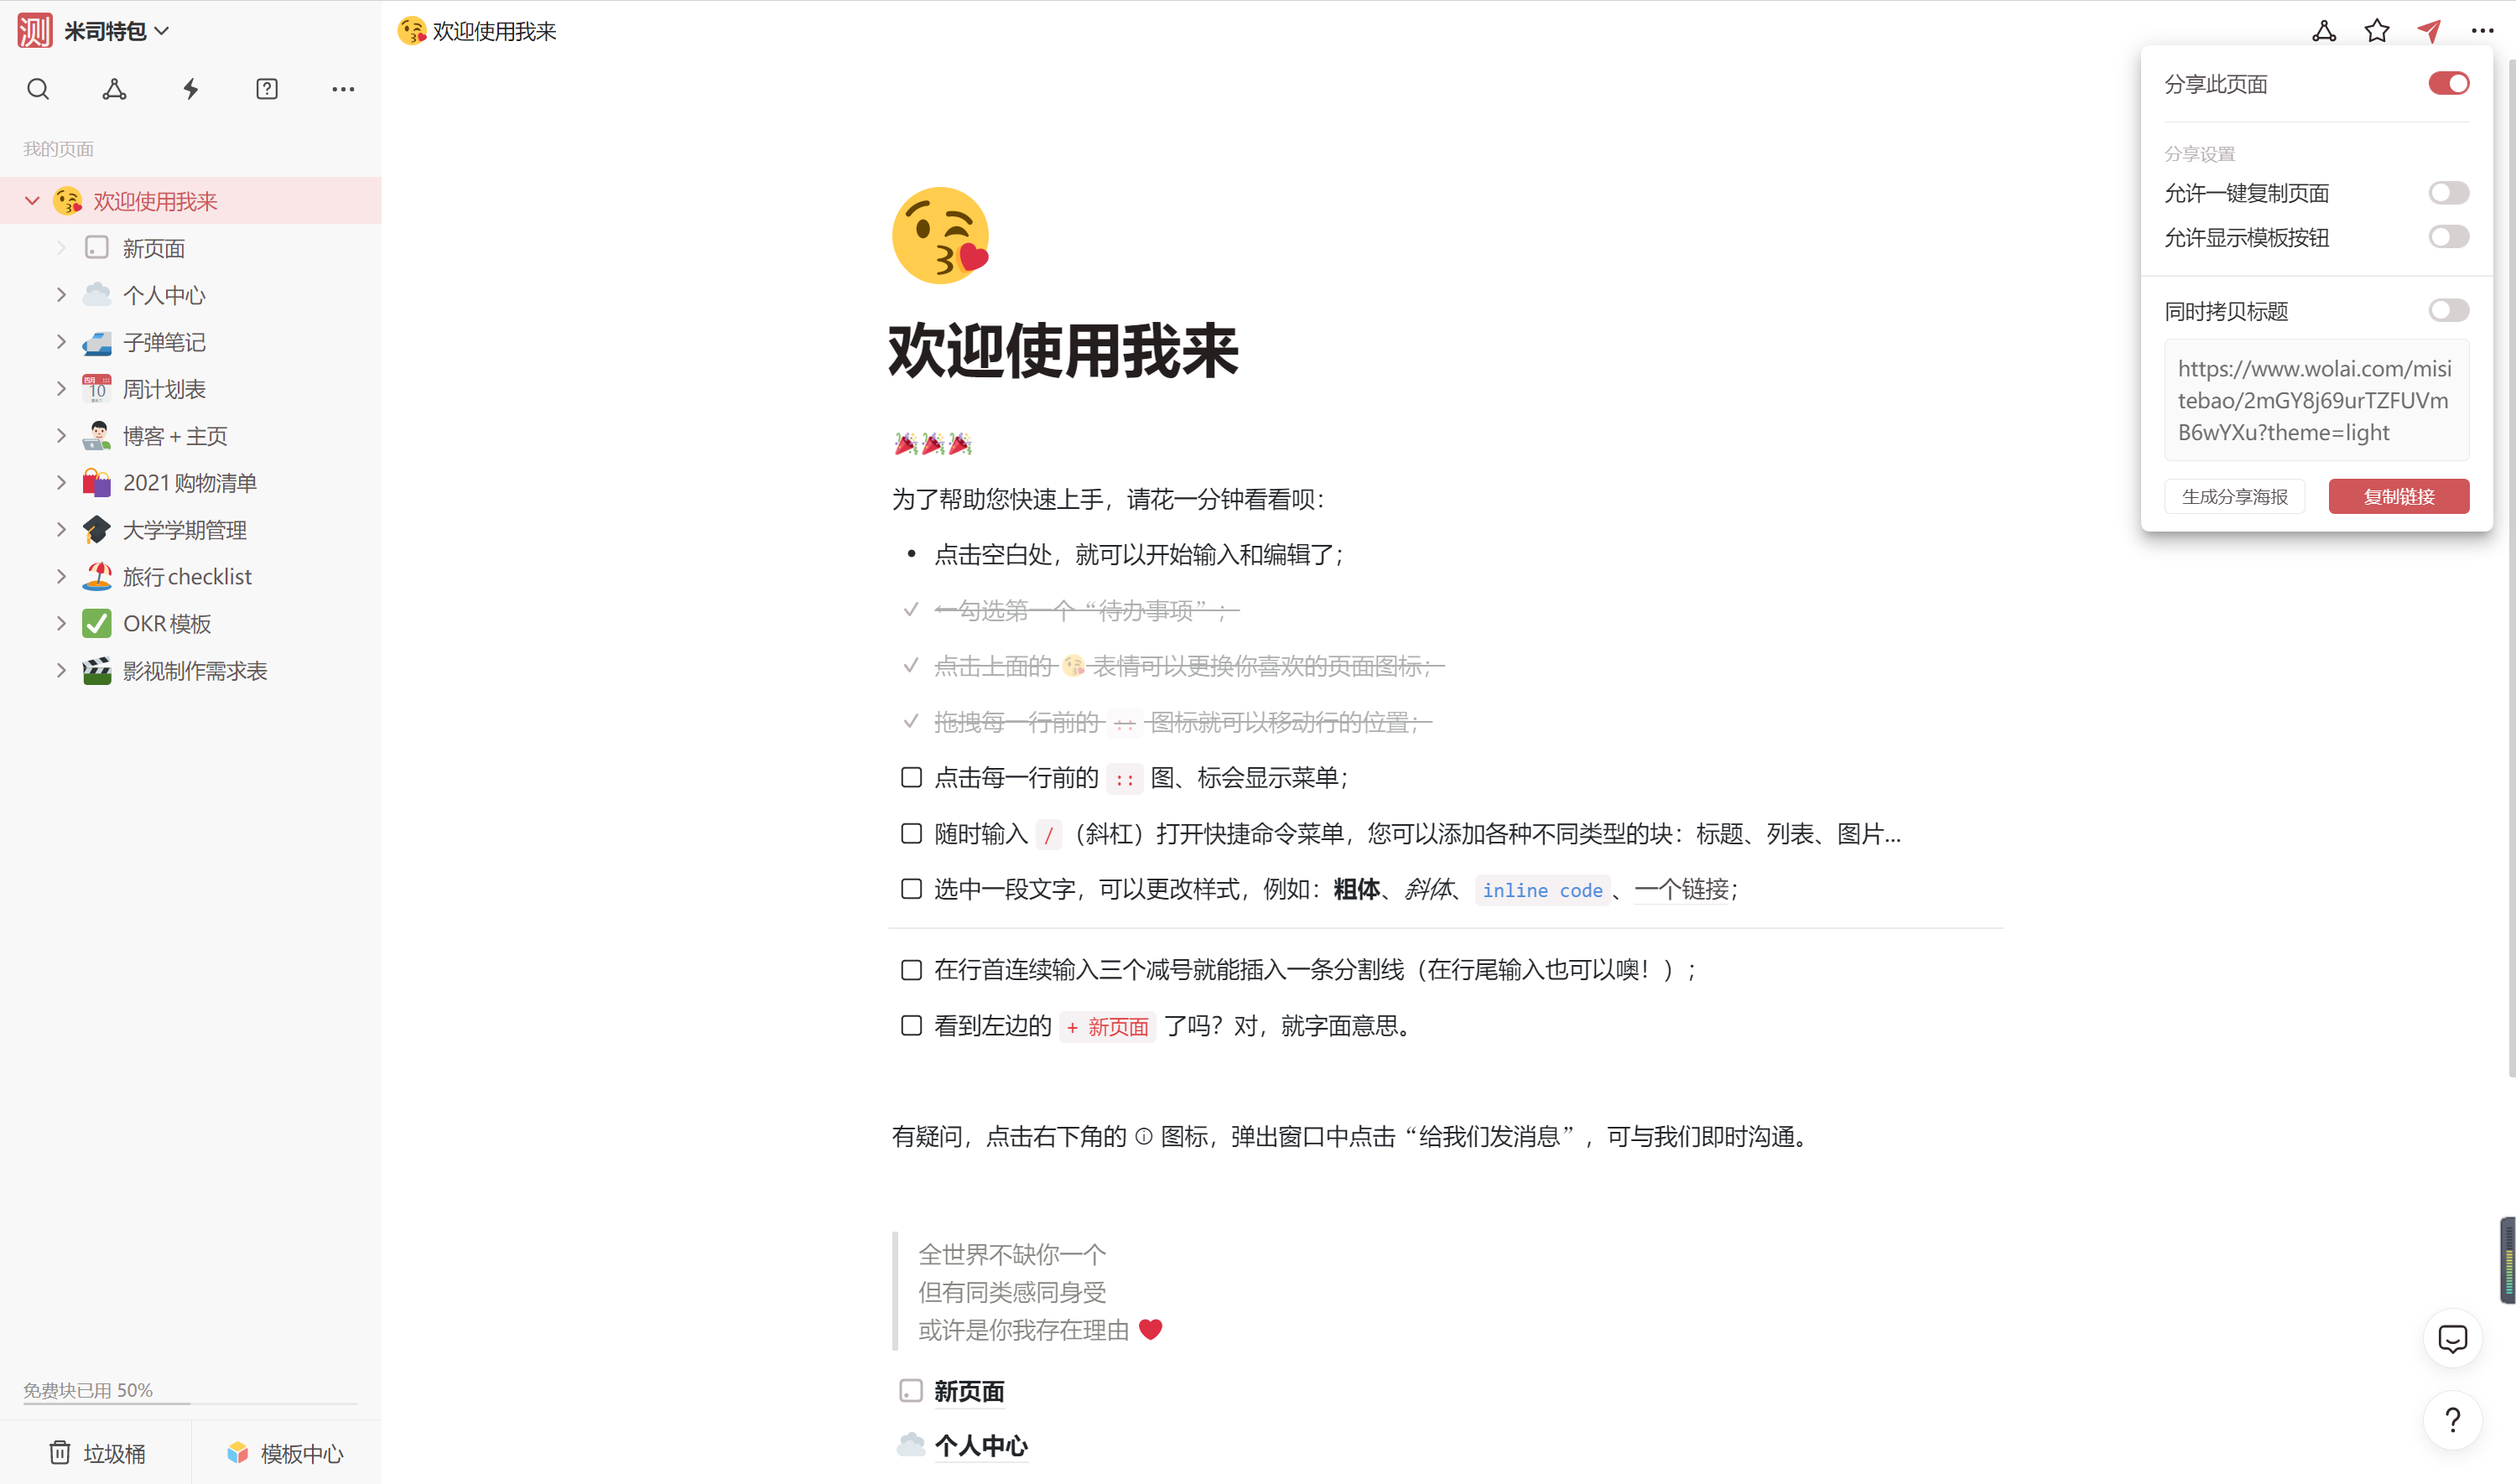 测 米司特包
我的页面
欢迎使用我来
新页面
个人中心
子弹笔记
周计划表
博客 + 主页
2021 购物清单
大学学期管理
旅行 checklist
OKR 模板
影视制作需求表
免费块已用 50%
垃圾桶
模板中心
欢迎使用我来
欢迎使用我来
为了帮助您快速上手，请花一分钟看看呗：
点击空白处，就可以开始输入和编辑了；
←勾选第一个“待办事项”；
点击上面的 😘 表情可以更换你喜欢的页面图标；
拖拽每一行前的 :: 图标就可以移动行的位置；
点击每一行前的 :: 图、标会显示菜单；
随时输入 / （斜杠）打开快捷命令菜单，您可以添加各种不同类型的块：标题、列表、图片...
选中一段文字，可以更改样式，例如：粗体、斜体、 inline code 、一个链接；
在行首连续输入三个减号就能插入一条分割线（在行尾输入也可以噢！）；
看到左边的 + 新页面 了吗？对，就字面意思。
有疑问，点击右下角的 ⓘ 图标，弹出窗口中点击“给我们发消息”，可与我们即时沟通。
全世界不缺你一个
但有同类感同身受
或许是你我存在理由 ❤
新页面
个人中心
分享此页面
分享设置
允许一键复制页面
允许显示模板按钮
同时拷贝标题
https://www.wolai.com/misi
tebao/2mGY8j69urTZFUVm
B6wYXu?theme=light
生成分享海报
复制链接